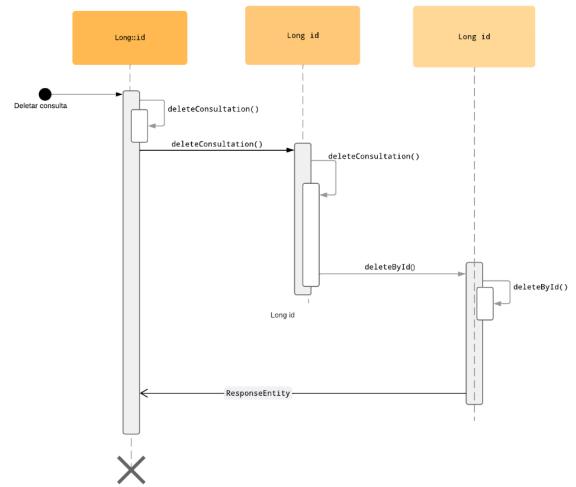 Long::id
Long id
Long id
Deletar consulta
deleteConsultation()
deleteConsultation()
deleteConsultation()
deleteById()
deleteById()
Long id
ResponseEntity